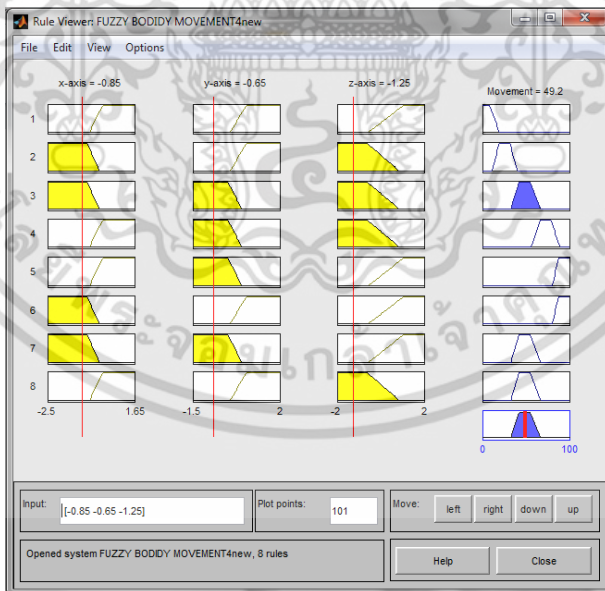 Rule Viewer: FUZZY BODIDY MOVEMENT4new
File Edit View Options
x-axis = -0.85 y-axis = -0.65 z-axis = -1.25 Movement = 49.2
1
2
3
4
5
6
7
8
-2.5 1.65 -1.5 2 -2 2
0 100
Input: [-0.85 -0.65 -1.25] Plot points: 101 Move: left right down up
Opened system FUZZY BODIDY MOVEMENT4new, 8 rules Help Close